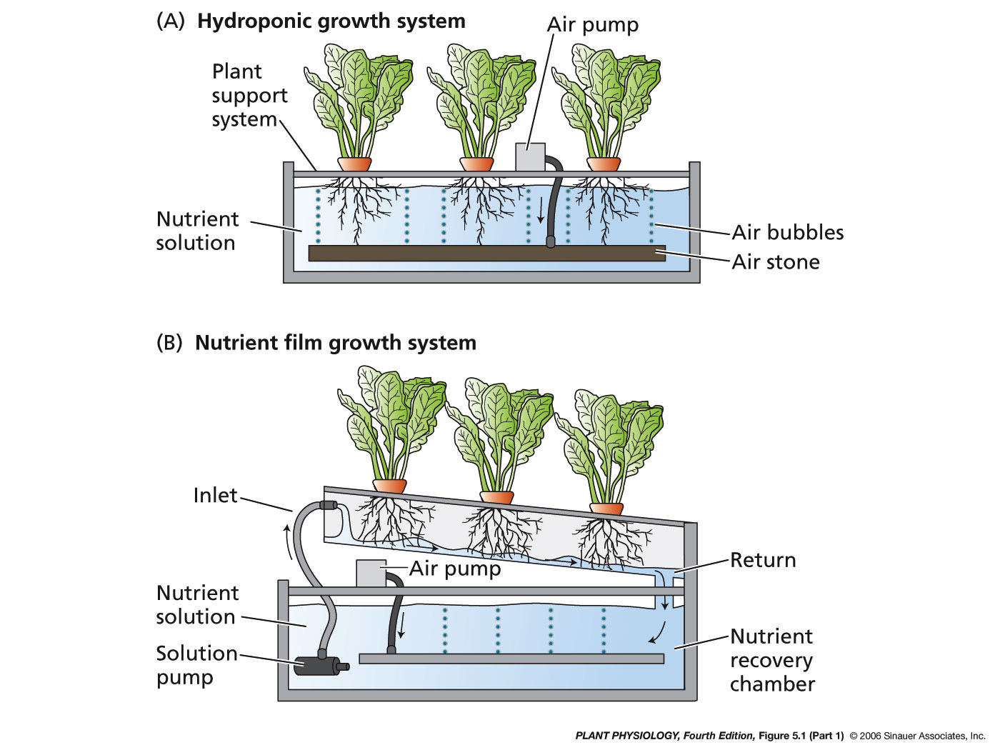 (A) Hydroponic growth system
Air pump
Plant
support
system
Nutrient
solution
Air bubbles
Air stone
(B) Nutrient film growth system
Inlet
Air pump
Return
Nutrient
solution
Solution
pump
Nutrient
recovery
chamber
PLANT PHYSIOLOGY, Fourth Edition, Figure 5.1 (Part 1) © 2006 Sinauer Associates, Inc.